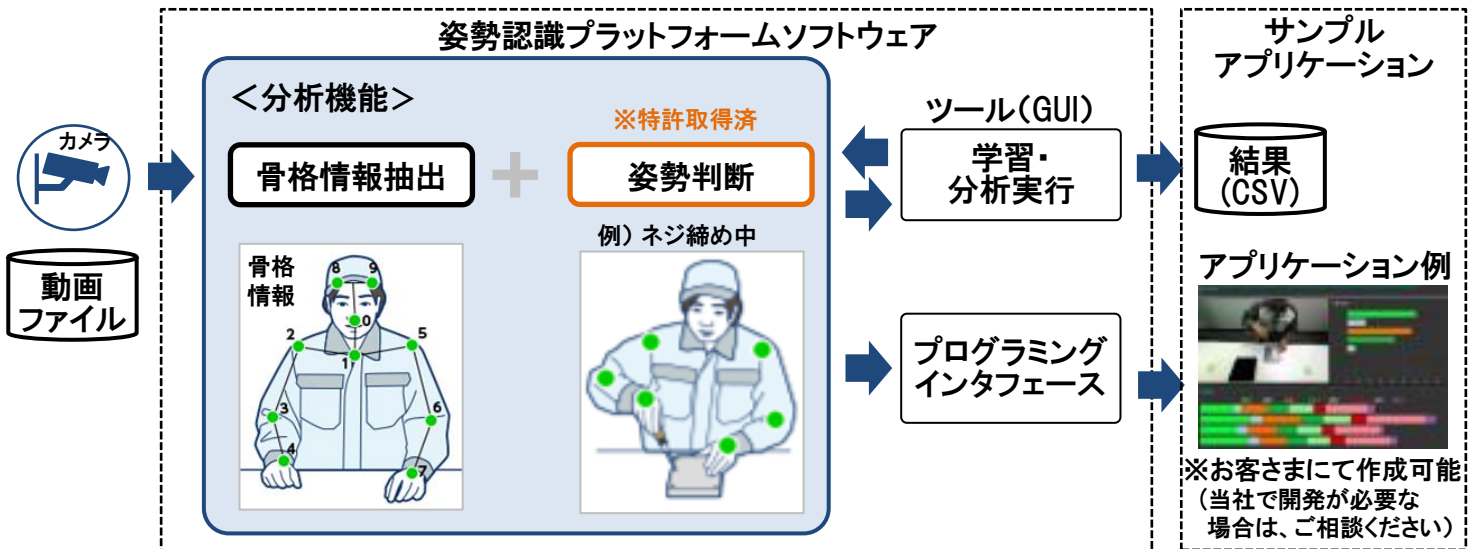 姿勢認識プラットフォームソフトウェア
＜分析機能＞
※特許取得済
カメラ
動画
ファイル
骨格情報抽出
+
姿勢判断
例）ネジ締め中
骨格
情報
8
9
0
1
2
5
3
6
4
7
ツール（GUI）
学習・
分析実行
プログラミング
インタフェース
サンプル
アプリケーション
結果
(CSV)
アプリケーション例
※お客さまにて作成可能
（当社で開発が必要な
場合は、ご相談ください）